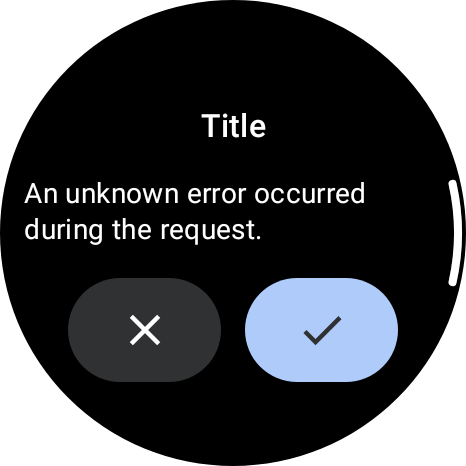 Title
An unknown error occurred
during the request.